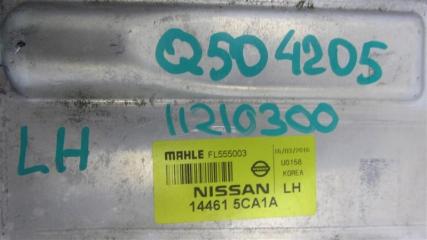 Q504205
11210300
LH
MAHLE FL555003
16/03/2016
U0158
KOREA
NISSAN LH
14461 5CA1A